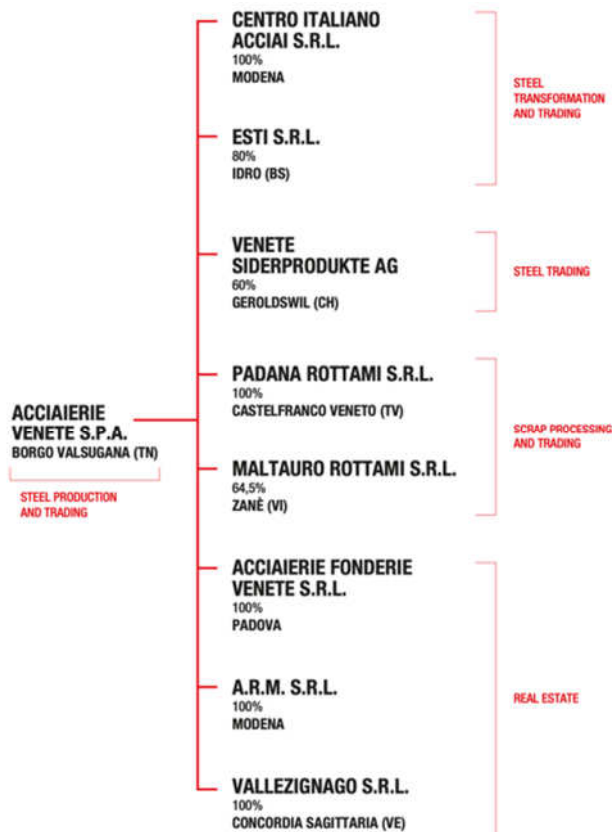 CENTRO ITALIANO
ACCIAI S.R.L.
100%
MODENA
ESTI S.R.L.
80%
IDRO (BS)
STEEL
TRANSFORMATION
AND TRADING
VENETE
SIDERPRODUKTE AG
60%
GEROLDSWIL (CH)
STEEL TRADING
ACCIAIERIE
VENETE S.P.A.
BORGO VALSUGANA (TN)
STEEL PRODUCTION
AND TRADING
PADANA ROTTAMI S.R.L.
100%
CASTELFRANCO VENETO (TV)
MALTAURO ROTTAMI S.R.L.
64,5%
ZANÈ (VI)
SCRAP PROCESSING
AND TRADING
ACCIAIERIE FONDERIE
VENETE S.R.L.
100%
PADOVA
A.R.M. S.R.L.
100%
MODENA
VALLEZIGNAGO S.R.L.
100%
CONCORDIA SAGITTARIA (VE)
REAL ESTATE